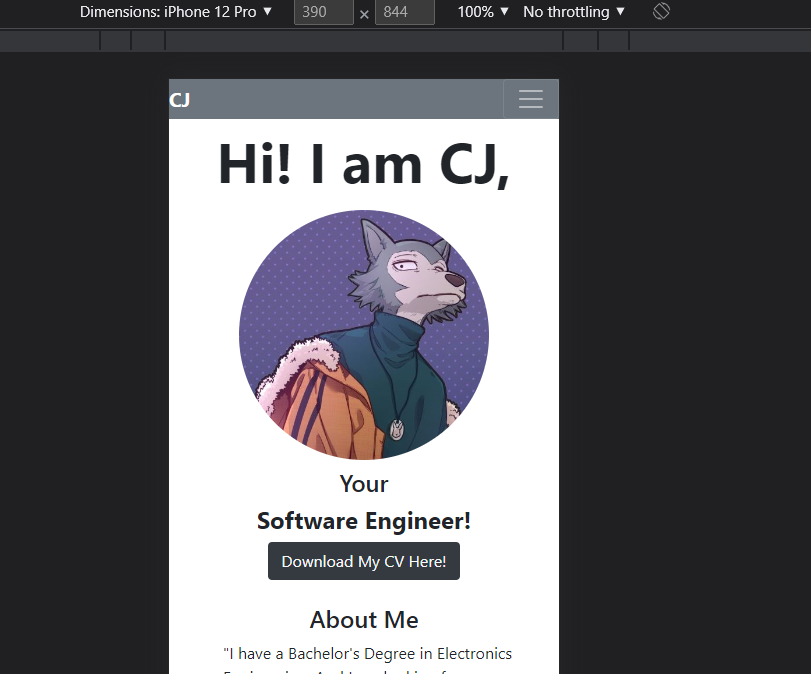 Dimensions: iPhone 12 Pro ▼ 390 × 844 100% ▼ No throttling ▼
CJ
Hi! I am CJ,
Your
Software Engineer!
Download My CV Here!
About Me
"I have a Bachelor's Degree in Electronics